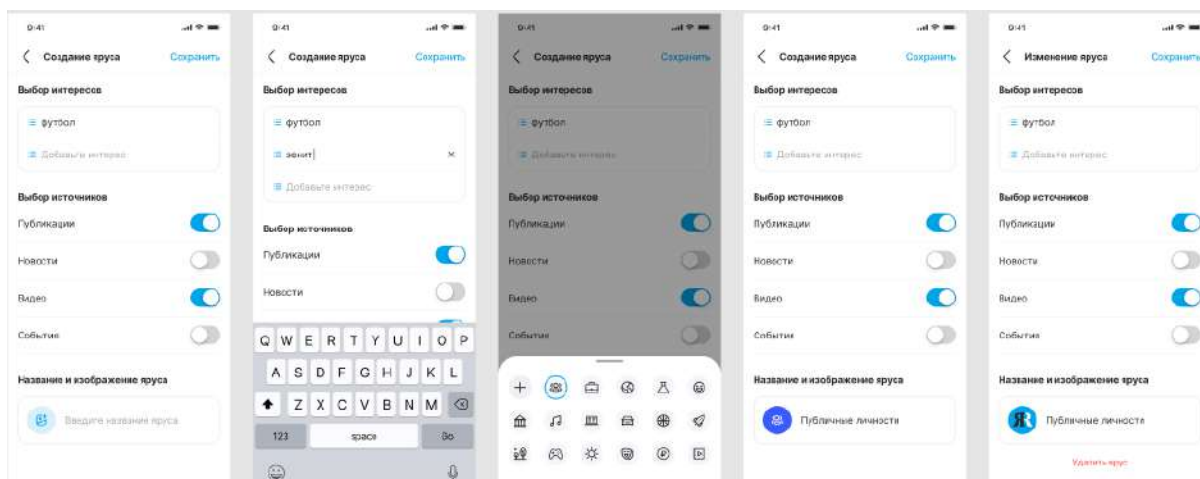 9:41
Создание яруса Сохранить
Выбор интересов
футбол
Добавьте интерес
Выбор источников
Публикации
Новости
Видео
События
Название и изображение яруса
Введите название яруса
9:41
Создание яруса Сохранить
Выбор интересов
футбол
зенит
Добавьте интерес
Выбор источников
Публикации
Новости
Q W E R T Y U I O P
A S D F G H J K L
Z X C V B N M
123 space Go
9:41
Создание яруса Сохранить
Выбор интересов
футбол
Добавьте интерес
Выбор источников
Публикации
Новости
Видео
События
9:41
Создание яруса Сохранить
Выбор интересов
футбол
Добавьте интерес
Выбор источников
Публикации
Новости
Видео
События
Название и изображение яруса
Публичные личности
9:41
Изменение яруса Сохранить
Выбор интересов
футбол
Добавьте интерес
Выбор источников
Публикации
Новости
Видео
События
Название и изображение яруса
Публичные личности
Удалить ярус